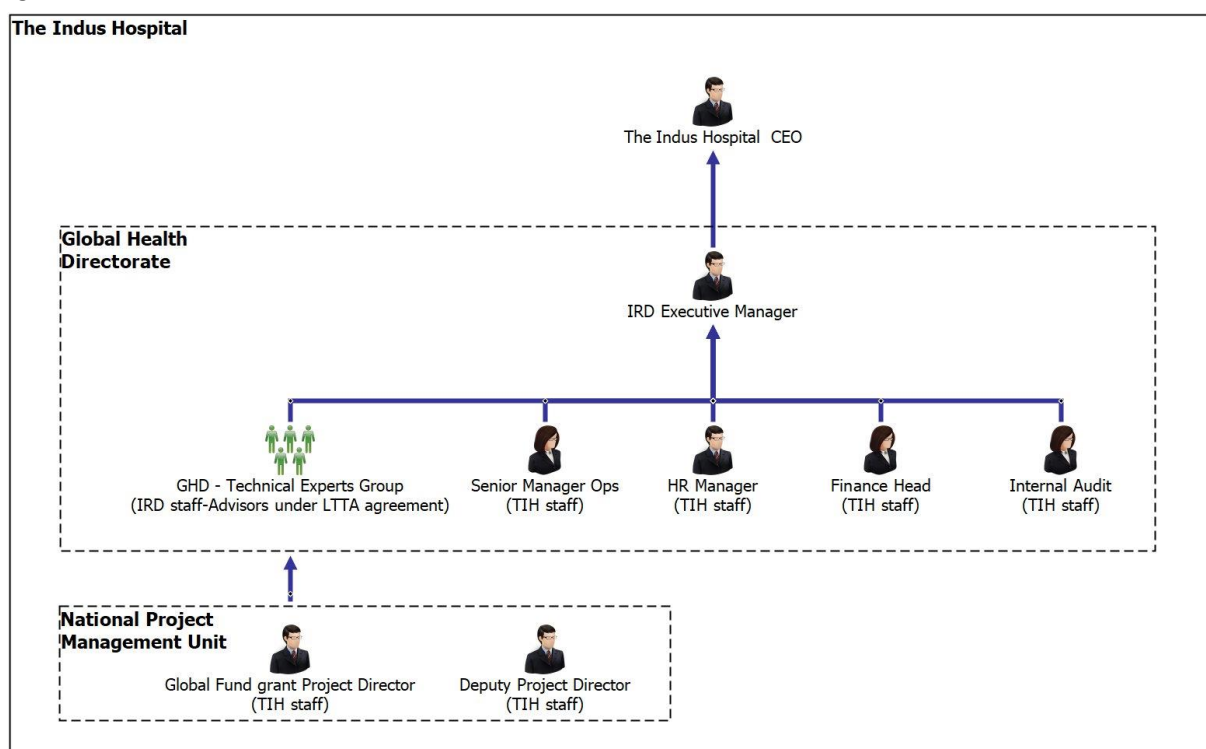 The Indus Hospital
The Indus Hospital CEO
Global Health
Directorate
IRD Executive Manager
GHD - Technical Experts Group
(IRD staff-Advisors under LTTA agreement)
Senior Manager Ops
(TIH staff)
HR Manager
(TIH staff)
Finance Head
(TIH staff)
Internal Audit
(TIH staff)
National Project
Management Unit
Global Fund grant Project Director
(TIH staff)
Deputy Project Director
(TIH staff)